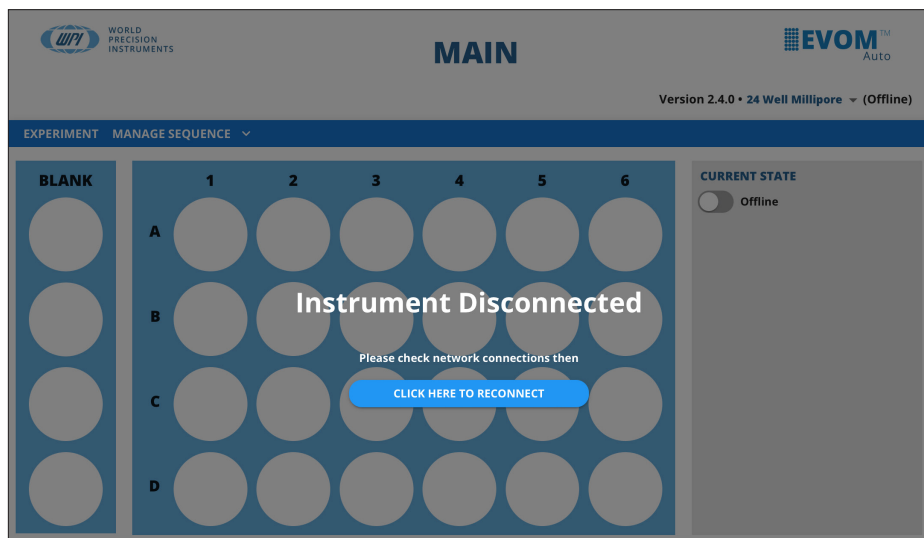 WPI
WORLD
PRECISION
INSTRUMENTS
MAIN
EVOM™
Auto
Version 2.4.0 • 24 Well Millipore (Offline)
EXPERIMENT MANAGE SEQUENCE
BLANK
1 2 3 4 5 6
CURRENT STATE
Offline
A
B
Instrument Disconnected
Please check network connections then
CLICK HERE TO RECONNECT
C
D